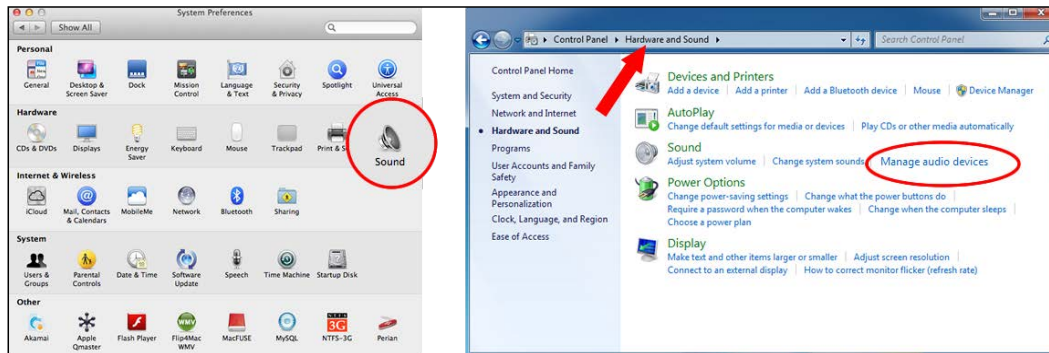 System Preferences
Show All
Personal
General
Desktop &
Screen Saver
Dock
Mission
Control
Language
& Text
Security
& Privacy
Spotlight
Universal
Access
Hardware
CDs & DVDs
Displays
Energy
Saver
Keyboard
Mouse
Trackpad
Print & S
Sound
Internet & Wireless
iCloud
Mail, Contacts
& Calendars
MobileMe
Network
Bluetooth
Sharing
System
Users &
Groups
Parental
Controls
Date & Time
Software
Update
Speech
Time Machine
Startup Disk
Other
Akamai
Apple
Qmaster
Flash Player
WMV
Flip4Mac
WMV
MacFUSE
MySQL
NTFS
3G
NTFS-3G
Perian
Control Panel
Hardware and Sound
Search Control Panel
Control Panel Home
System and Security
Network and Internet
Hardware and Sound
Programs
User Accounts and Family
Safety
Appearance and
Personalization
Clock, Language, and Region
Ease of Access
Devices and Printers
Add a device
Add a printer
Add a Bluetooth device
Mouse
Device Manager
AutoPlay
Change default settings for media or devices
Play CDs or other media automatically
Sound
Adjust system volume
Change system sounds
Manage audio devices
Power Options
Change power-saving settings
Change what the power buttons do
Require a password when the computer wakes
Change when the computer sleeps
Choose a power plan
Display
Make text and other items larger or smaller
Adjust screen resolution
Connect to an external display
How to correct monitor flicker (refresh rate)